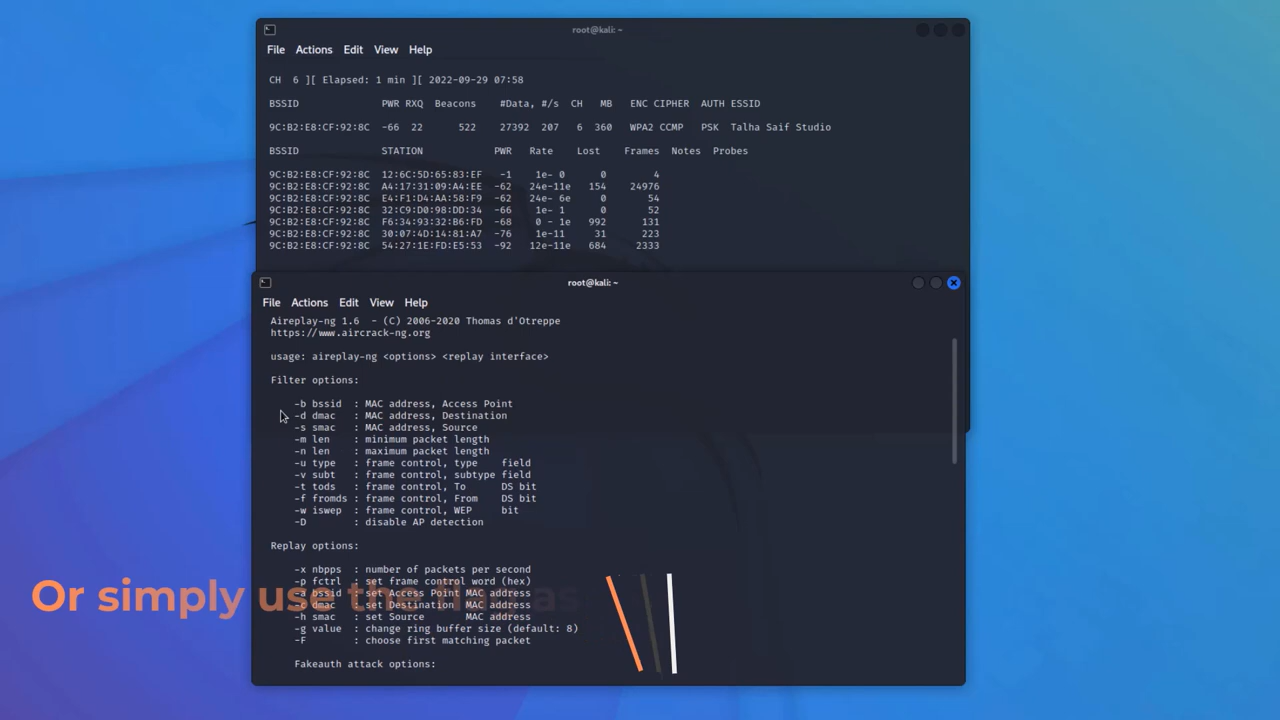 root@kali: ~
File Actions Edit View Help
CH 6 ][ Elapsed: 1 min ][ 2022-09-29 07:58
BSSID PWR RXQ Beacons #Data, #/s CH MB ENC CIPHER AUTH ESSID
9C:B2:E8:CF:92:8C -66 22 522 27392 207 6 360 WPA2 CCMP PSK Talha Saif Studio
BSSID STATION PWR Rate Lost Frames Notes Probes
9C:B2:E8:CF:92:8C 12:6C:5D:65:83:EF -1 1e- 0 0 4
9C:B2:E8:CF:92:8C A4:17:31:09:A4:EE -62 24e-11e 154 24976
9C:B2:E8:CF:92:8C E4:F1:D4:AA:58:F9 -62 24e- 6e 0 54
9C:B2:E8:CF:92:8C 32:C9:D0:98:DD:34 -66 1e- 1 0 52
9C:B2:E8:CF:92:8C F6:34:93:32:B6:FD -68 0 - 1e 992 131
9C:B2:E8:CF:92:8C 30:07:4D:14:81:A7 -76 1e-11 31 223
9C:B2:E8:CF:92:8C 54:27:1E:FD:E5:53 -92 12e-11e 684 2333
root@kali: ~
File Actions Edit View Help
Aireplay-ng 1.6 - (C) 2006-2020 Thomas d'Otreppe
https://www.aircrack-ng.org
usage: aireplay-ng <options> <replay interface>
Filter options:
-b bssid : MAC address, Access Point
-d dmac : MAC address, Destination
-s smac : MAC address, Source
-m len : minimum packet length
-n len : maximum packet length
-u type : frame control, type field
-v subt : frame control, subtype field
-t tods : frame control, To DS bit
-f fromds : frame control, From DS bit
-w iswep : frame control, WEP bit
-D : disable AP detection
Replay options:
-x nbpps : number of packets per second
-p fctrl : set frame control word (hex)
-a bssid : set Access Point MAC address
: set Destination MAC address
-h smac : set Source MAC address
-g value : change ring buffer size (default: 8)
-F : choose first matching packet
Fakeauth attack options:
Or simply use the flag as